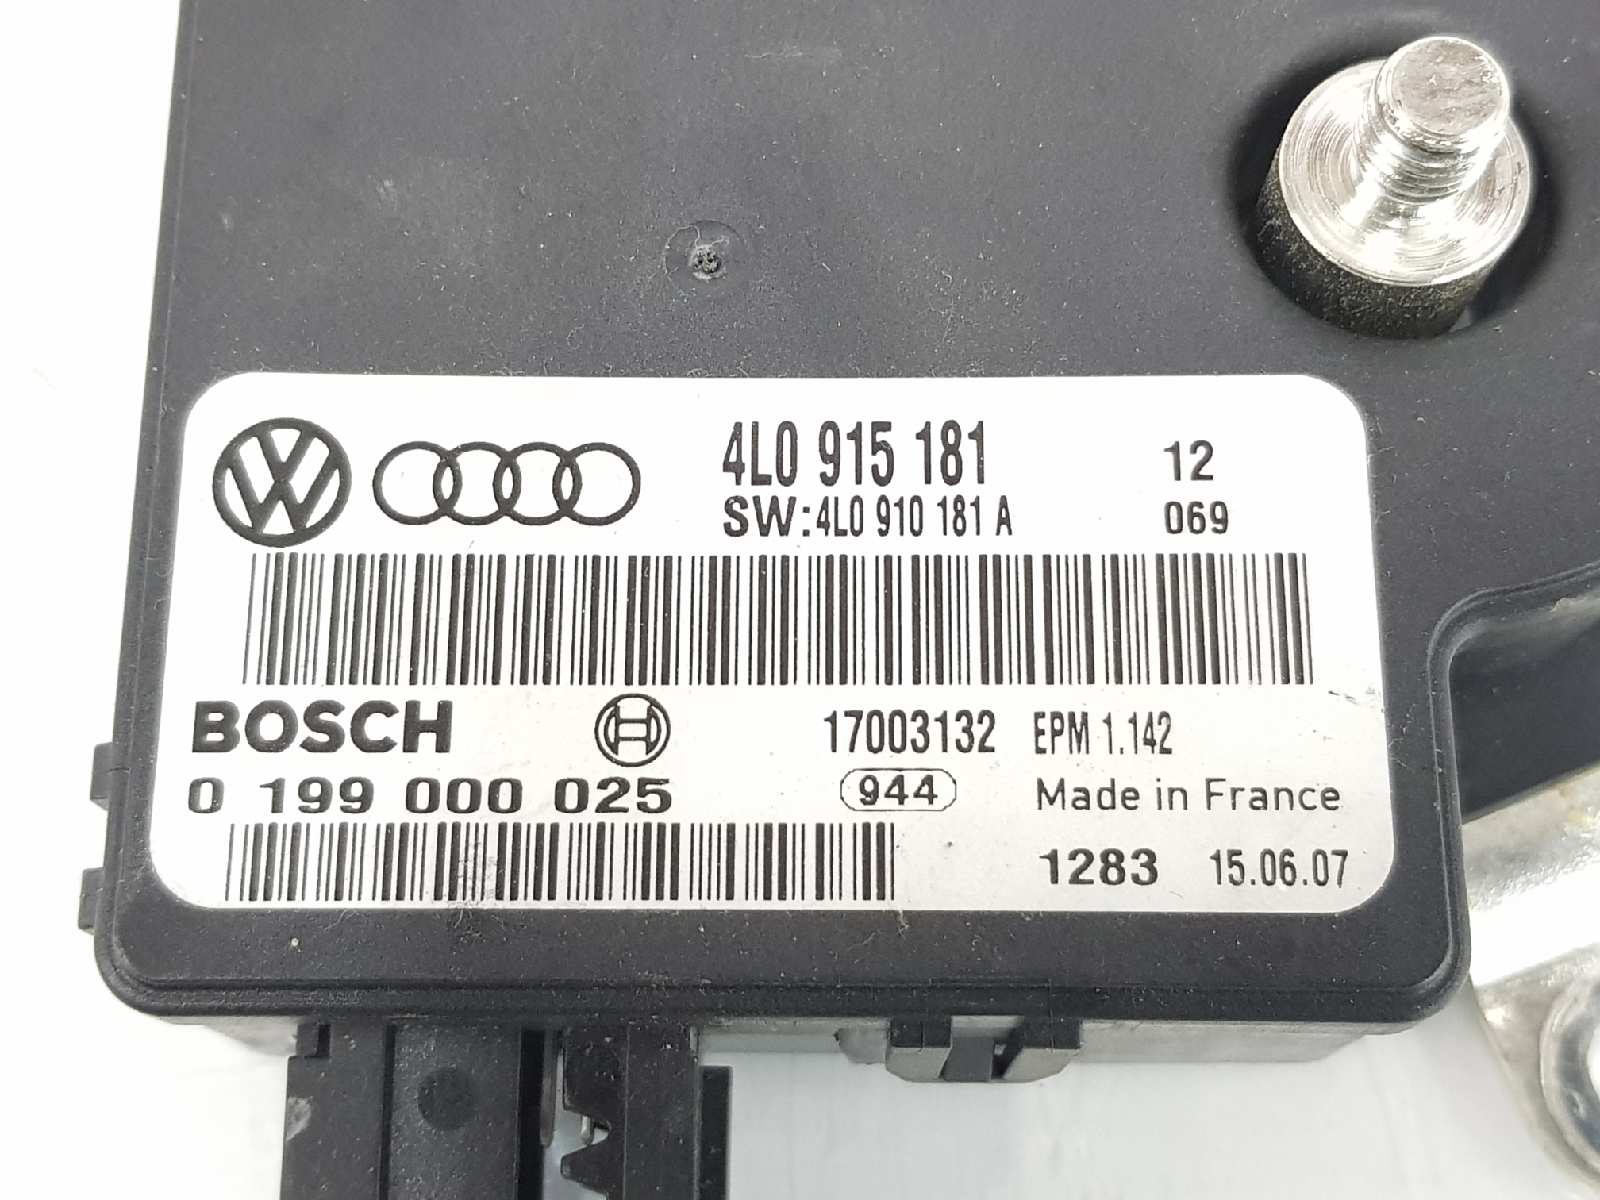 4L0 915 181 12
SW:4L0 910 181 A 069
BOSCH 17003132 EPM 1.142
0 199 000 025 944 Made in France
1283 15.06.07